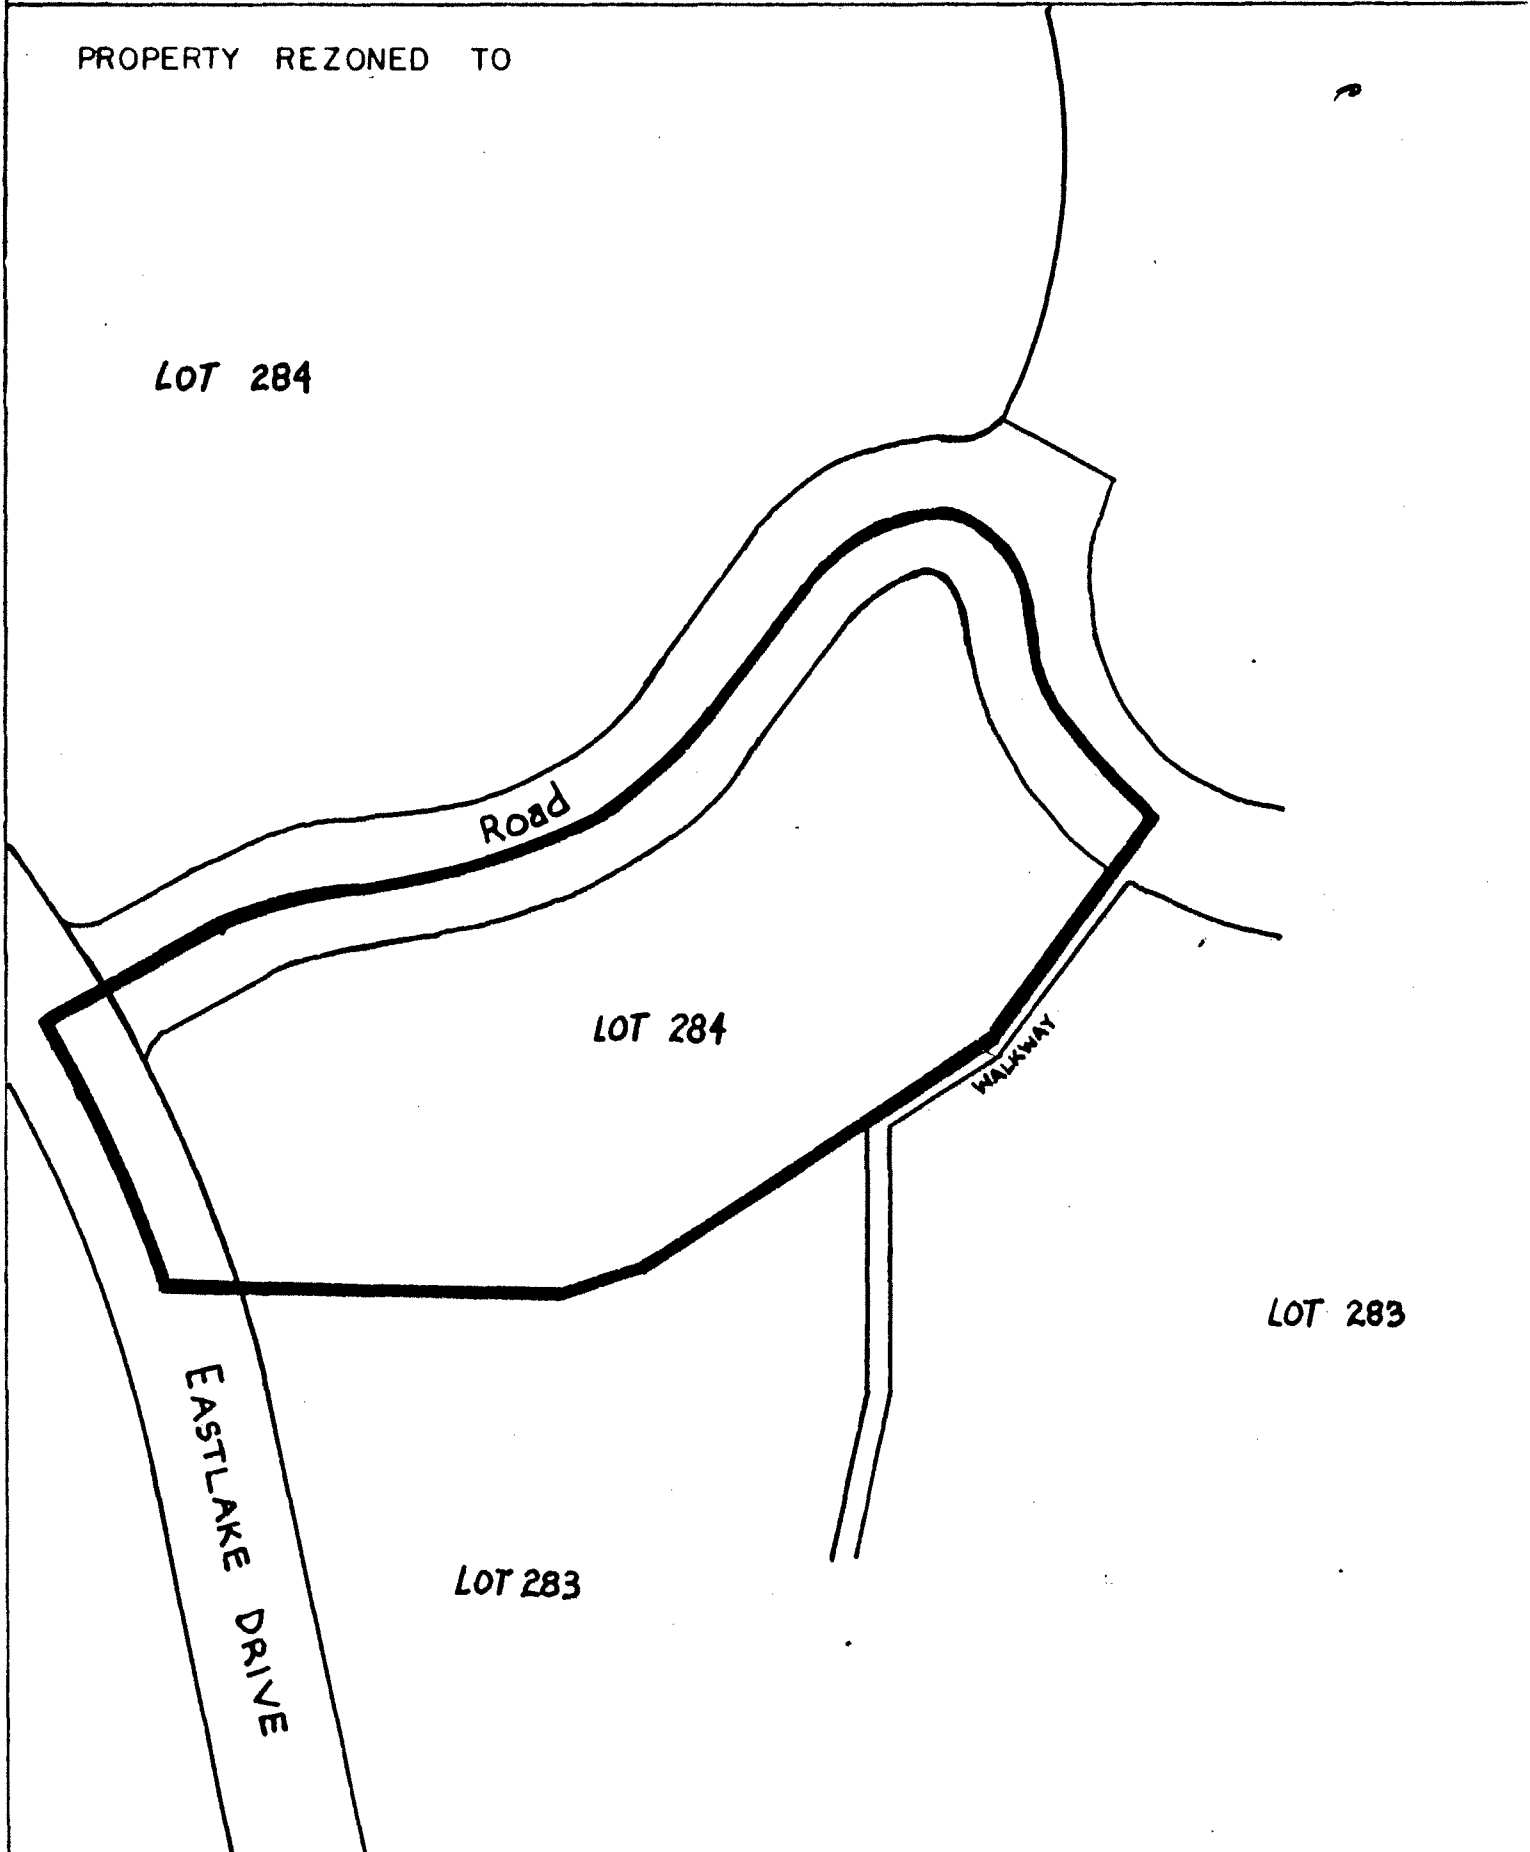 PROPERTY REZONED TO
LOT 284
Road
LOT 284
WALKWAY
LOT 283
EASTLAKE DRIVE
LOT 283